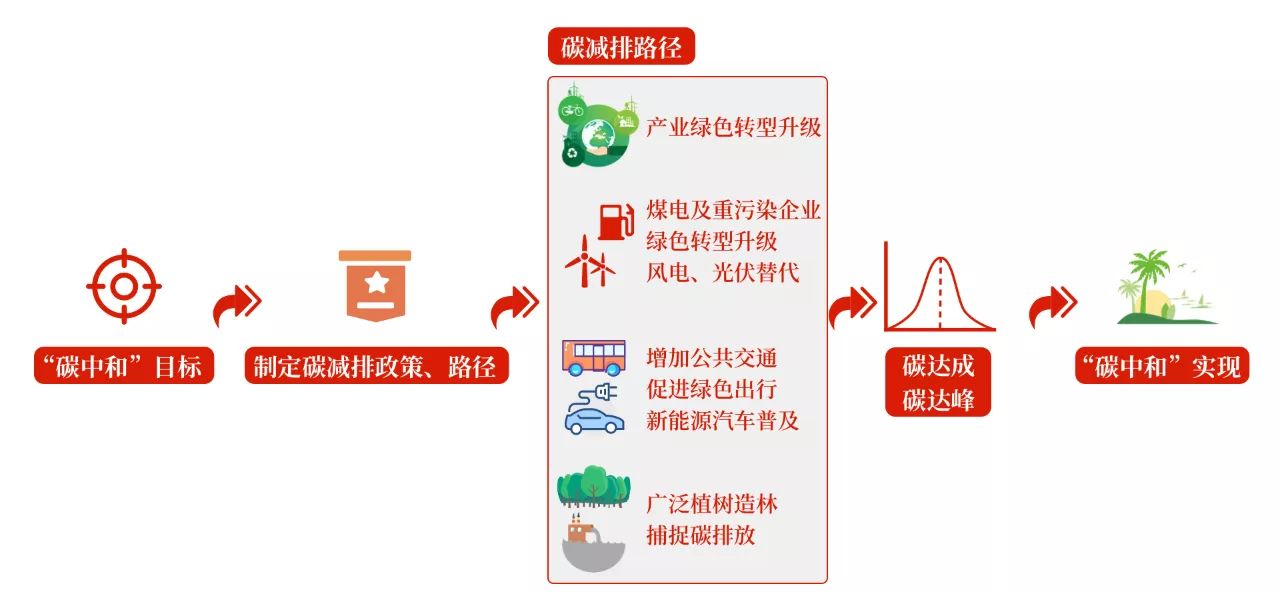 碳减排路径
产业绿色转型升级
煤电及重污染企业
绿色转型升级
风电、光伏替代
增加公共交通
促进绿色出行
新能源汽车普及
广泛植树造林
捕捉碳排放
“碳中和”目标
制定碳减排政策、路径
碳达成
碳达峰
“碳中和”实现